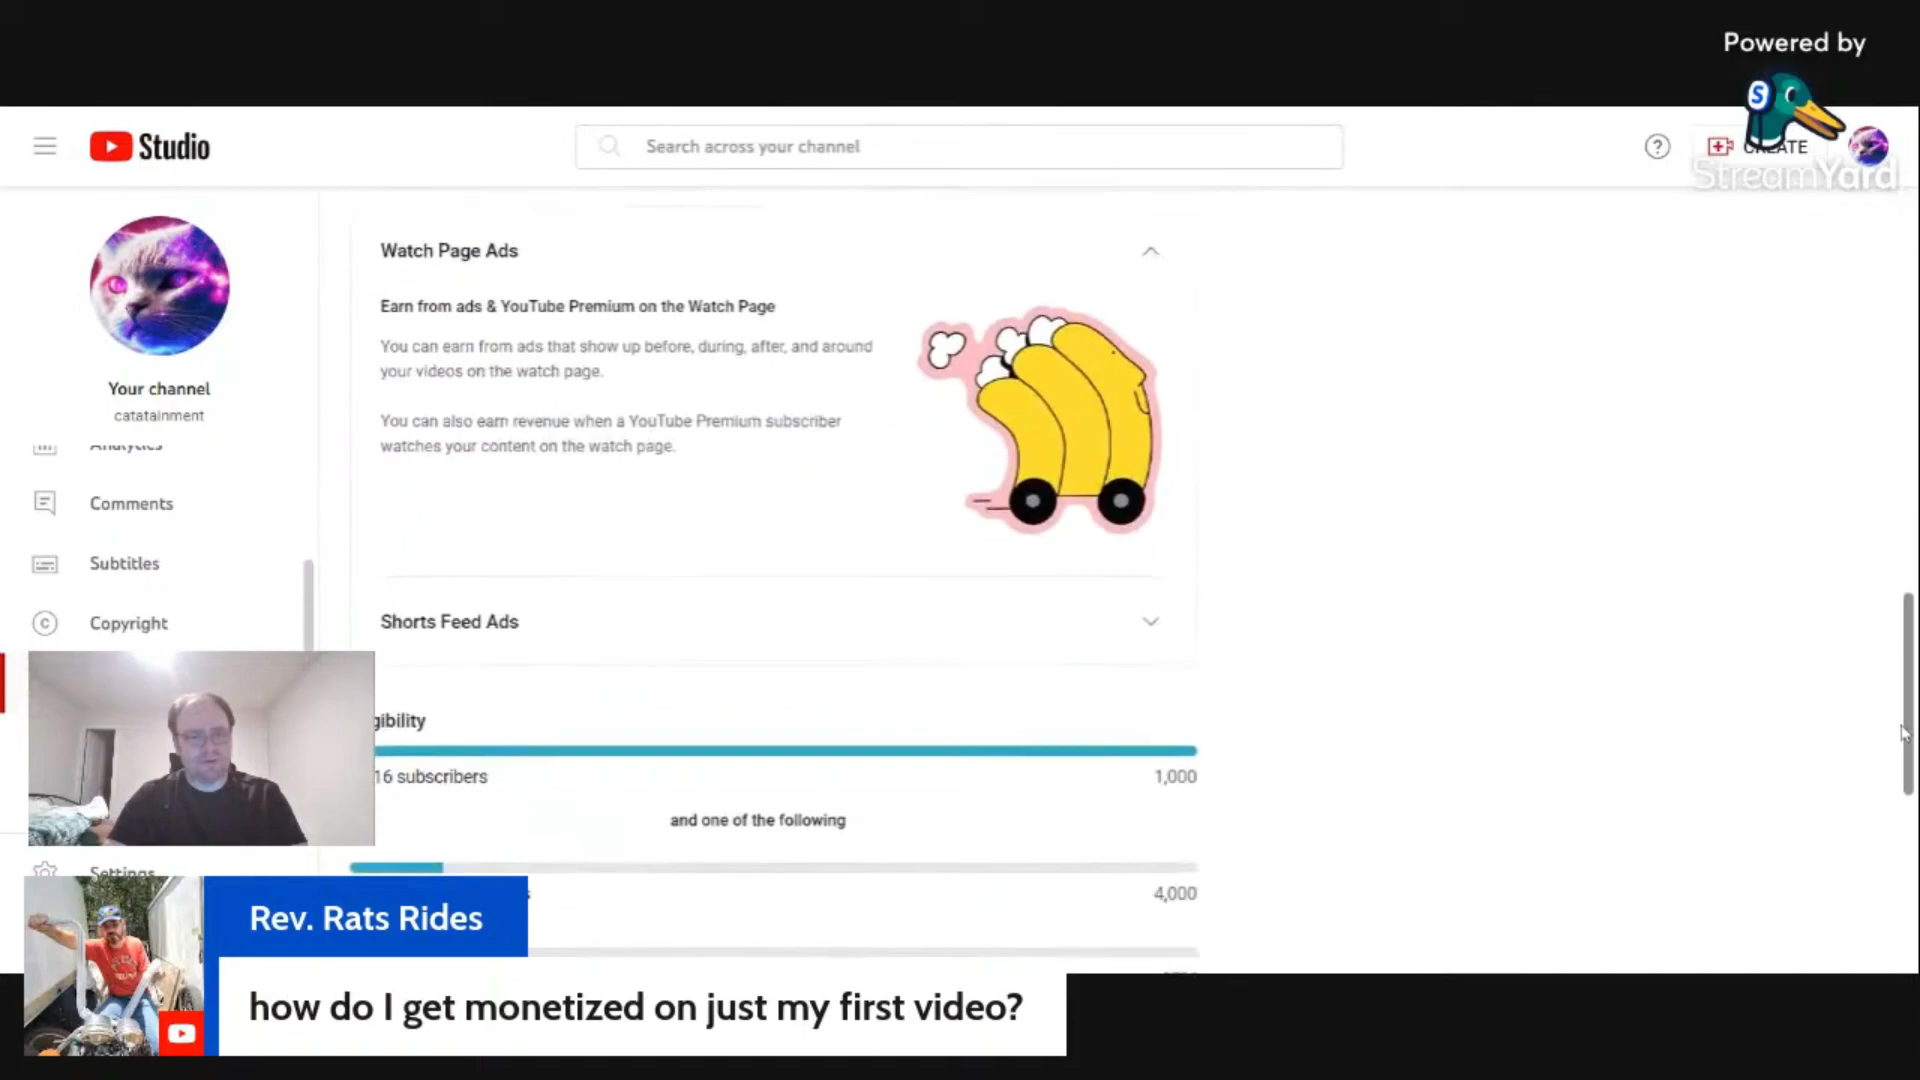 Powered by
StreamYard
Studio
Search across your channel
CREATE
Your channel
catatainment
Analytics
Comments
Subtitles
Copyright
Settings
Watch Page Ads
Earn from ads & YouTube Premium on the Watch Page
You can earn from ads that show up before, during, after, and around
your videos on the watch page.
You can also earn revenue when a YouTube Premium subscriber
watches your content on the watch page.
Shorts Feed Ads
gibility
16 subscribers
1,000
and one of the following
4,000
Rev. Rats Rides
how do I get monetized on just my first video?